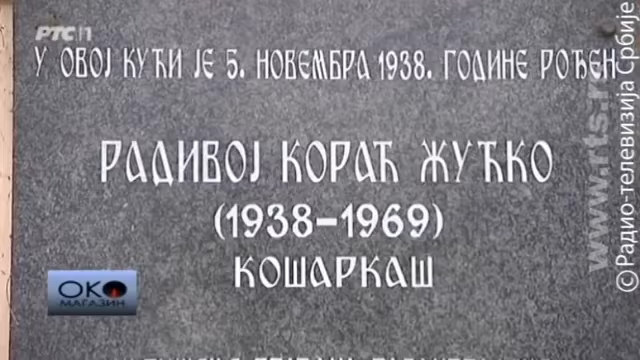 РТС 1
У ОВОЈ КУЋИ ЈЕ 5. НОВЕМБРА 1938. ГОДИНЕ РОЂЕН
РАДИВОЈ КОРАЋ ЖУЋКО
(1938-1969)
КОШАРКАШ
ОКО
МАГАЗИН
www.rts.r
© Радио-телевизија Србије